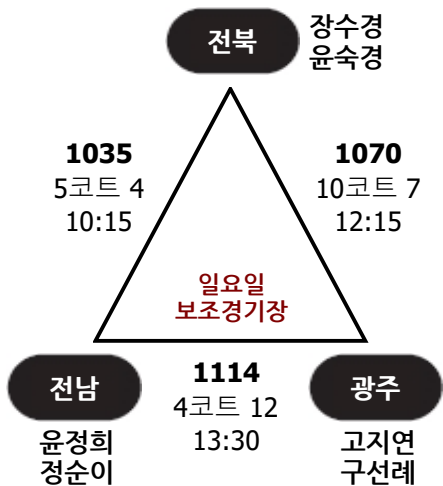 전북
장수경
윤숙경
1035
5코트 4
10:15
1070
10코트 7
12:15
일요일
보조경기장
전남
윤정희
정순이
1114
4코트 12
13:30
광주
고지연
구선례